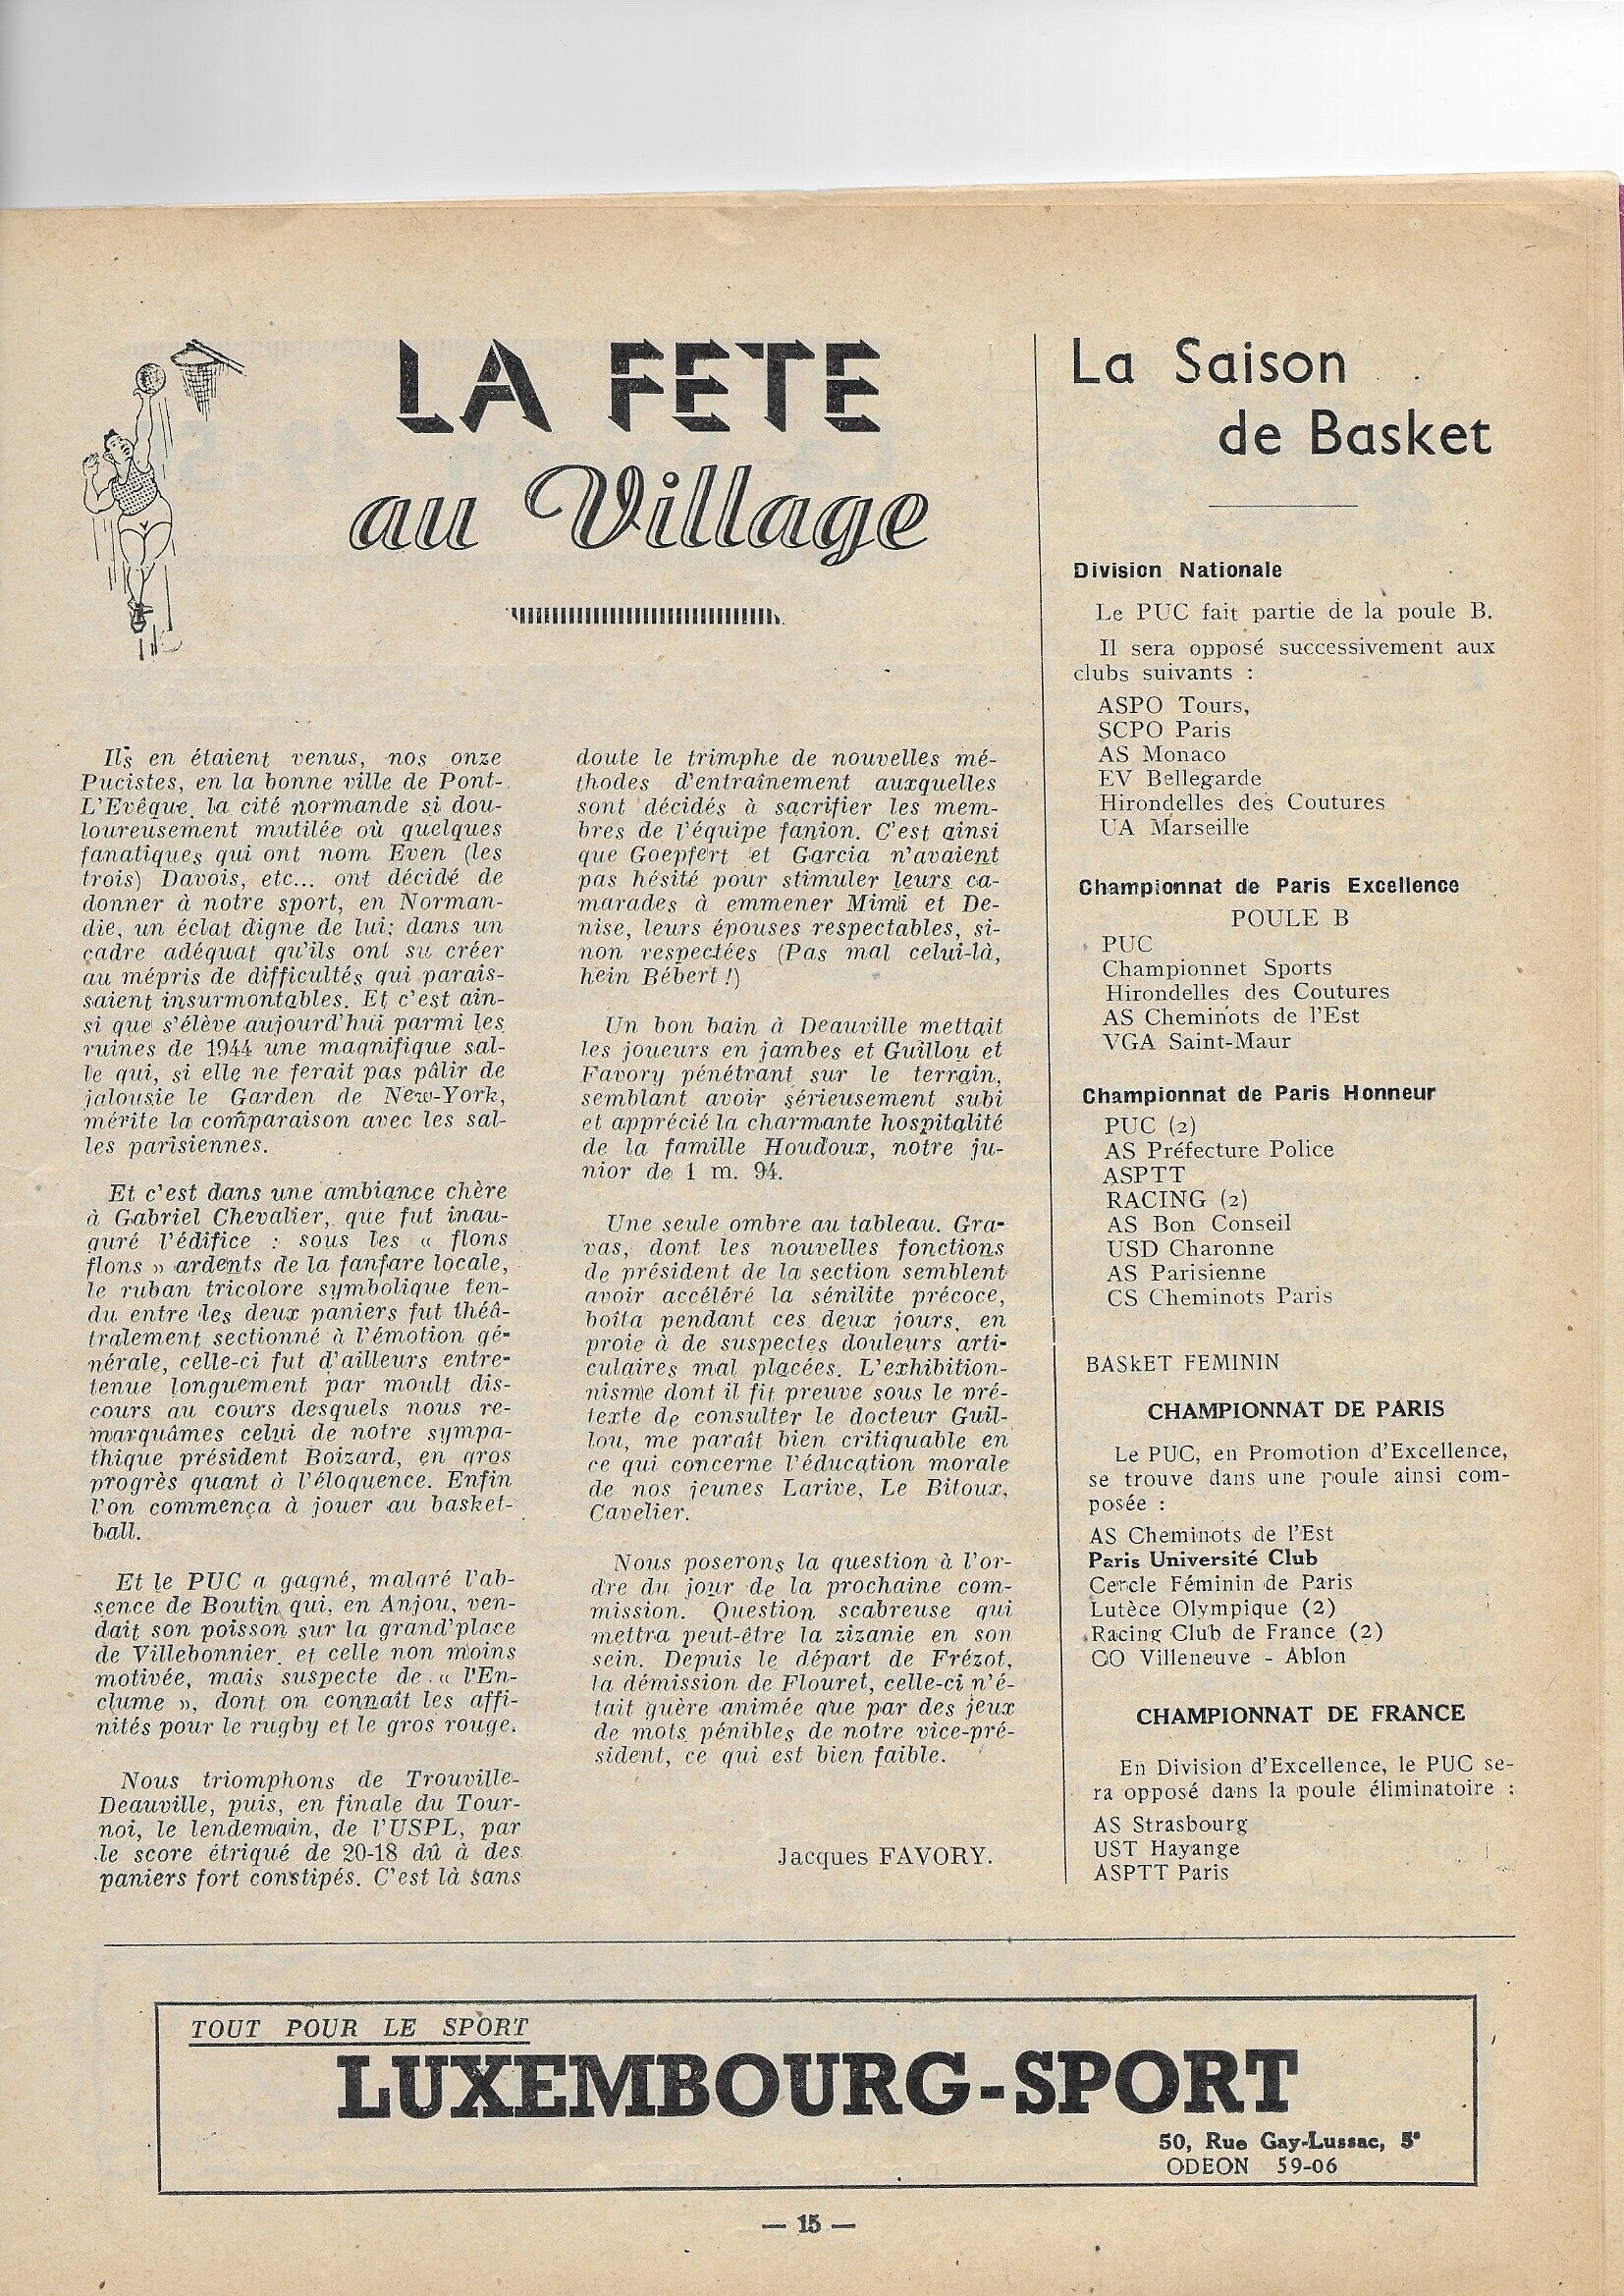 LA FETE
au Village
Ils en étaient venus, nos onze
Pucistes, en la bonne ville de Pont-
L'Evêque, la cité normande si dou-
loureusement mutilée où quelques
fanatiques qui ont nom Even (les
trois) Davois, etc... ont décidé de
donner à notre sport, en Norman-
die, un éclat digne de lui; dans un
cadre adéquat qu'ils ont su créer
au mépris de difficultés qui parais-
saient insurmontables. Et c'est ain-
si que s'élève aujourd'hui parmi les
ruines de 1944 une magnifique sal-
le qui, si elle ne ferait pas pâlir de
jalousie le Garden de New-York,
mérite la comparaison avec les sal-
les parisiennes.
Et c'est dans une ambiance chère
à Gabriel Chevalier, que fut inau-
guré l'édifice : sous les « flons
flons » ardents de la fanfare locale,
le ruban tricolore symbolique ten-
du entre les deux paniers fut théâ-
tralement sectionné à l'émotion gé-
nérale, celle-ci fut d'ailleurs entre-
tenue longuement par moult dis-
cours au cours desquels nous re-
marquâmes celui de notre sympa-
thique président Boizard, en gros
progrès quant à l'éloquence. Enfin
l'on commença à jouer au basket-
ball.
Et le PUC a gagné, malgré l'ab-
sence de Boutin qui, en Anjou, ven-
dait son poisson sur la grand'place
de Villebonnier, et celle non moins
motivée, mais suspecte de « l'En-
clume », dont on connaît les affi-
nités pour le rugby et le gros rouge.
Nous triomphons de Trouville-
Deauville, puis, en finale du Tour-
noi, le lendemain, de l'USPL, par
le score étriqué de 20-18 dû à des
paniers fort constipés. C'est là sans
doute le trimphe de nouvelles mé-
thodes d'entraînement auxquelles
sont décidés à sacrifier les mem-
bres de l'équipe fanion. C'est ainsi
que Goepfert et Garcia n'avaient
pas hésité pour stimuler leurs ca-
marades à emmener Mimi et De-
nise, leurs épouses respectables, si-
non respectées (Pas mal celui-là,
hein Bébert !)
Un bon bain à Deauville mettait
les joueurs en jambes et Guillou et
Favory pénétrant sur le terrain,
semblant avoir sérieusement subi
et apprécié la charmante hospitalité
de la famille Houdoux, notre ju-
nior de 1 m. 94.
Une seule ombre au tableau. Gra-
vas, dont les nouvelles fonctions
de président de la section semblent
avoir accéléré la sénilite précoce,
boîta pendant ces deux jours, en
proie à de suspectes douleurs arti-
culaires mal placées. L'exhibition-
nisme dont il fit preuve sous le pré-
texte de consulter le docteur Guil-
lou, me paraît bien critiquable en
ce qui concerne l'éducation morale
de nos jeunes Larive, Le Bitoux,
Cavelier.
Nous poserons la question à l'or-
dre du jour de la prochaine com-
mission. Question scabreuse qui
mettra peut-être la zizanie en son
sein. Depuis le départ de Frézot,
la démission de Flouret, celle-ci n'é-
tait guère animée que par des jeux
de mots pénibles de notre vice-pré-
sident, ce qui est bien faible.
Jacques FAVORY.
La Saison
de Basket
Division Nationale
Le PUC fait partie de la poule B.
Il sera opposé successivement aux
clubs suivants :
ASPO Tours,
SCPO Paris
AS Monaco
EV Bellegarde
Hirondelles des Coutures
UA Marseille
Championnat de Paris Excellence
POULE B
PUC
Championnet Sports
Hirondelles des Coutures
AS Cheminots de l'Est
VGA Saint-Maur
Championnat de Paris Honneur
PUC (2)
AS Préfecture Police
ASPTT
RACING (2)
AS Bon Conseil
USD Charonne
AS Parisienne
CS Cheminots Paris
BASkET FEMININ
CHAMPIONNAT DE PARIS
Le PUC, en Promotion d'Excellence,
se trouve dans une poule ainsi com-
posée :
AS Cheminots de l'Est
Paris Université Club
Cercle Féminin de Paris
Lutèce Olympique (2)
Racing Club de France (2)
CO Villeneuve - Ablon
CHAMPIONNAT DE FRANCE
En Division d'Excellence, le PUC se-
ra opposé dans la poule éliminatoire :
AS Strasbourg
UST Hayange
ASPTT Paris
TOUT POUR LE SPORT
LUXEMBOURG-SPORT
50, Rue Gay-Lussac, 5e
ODEON 59-06
— 15 —